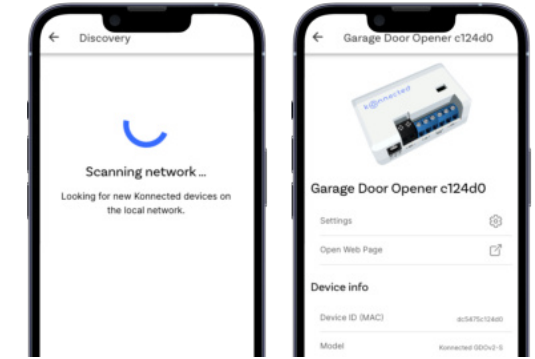 Discovery
Scanning network...
Looking for new Konnected devices on
the local network.
Garage Door Opener c124d0
konnected
Garage Door Opener c124d0
Settings
Open Web Page
Device info
Device ID (MAC)
dc5475c124d0
Model
Konnected GDOv2-S